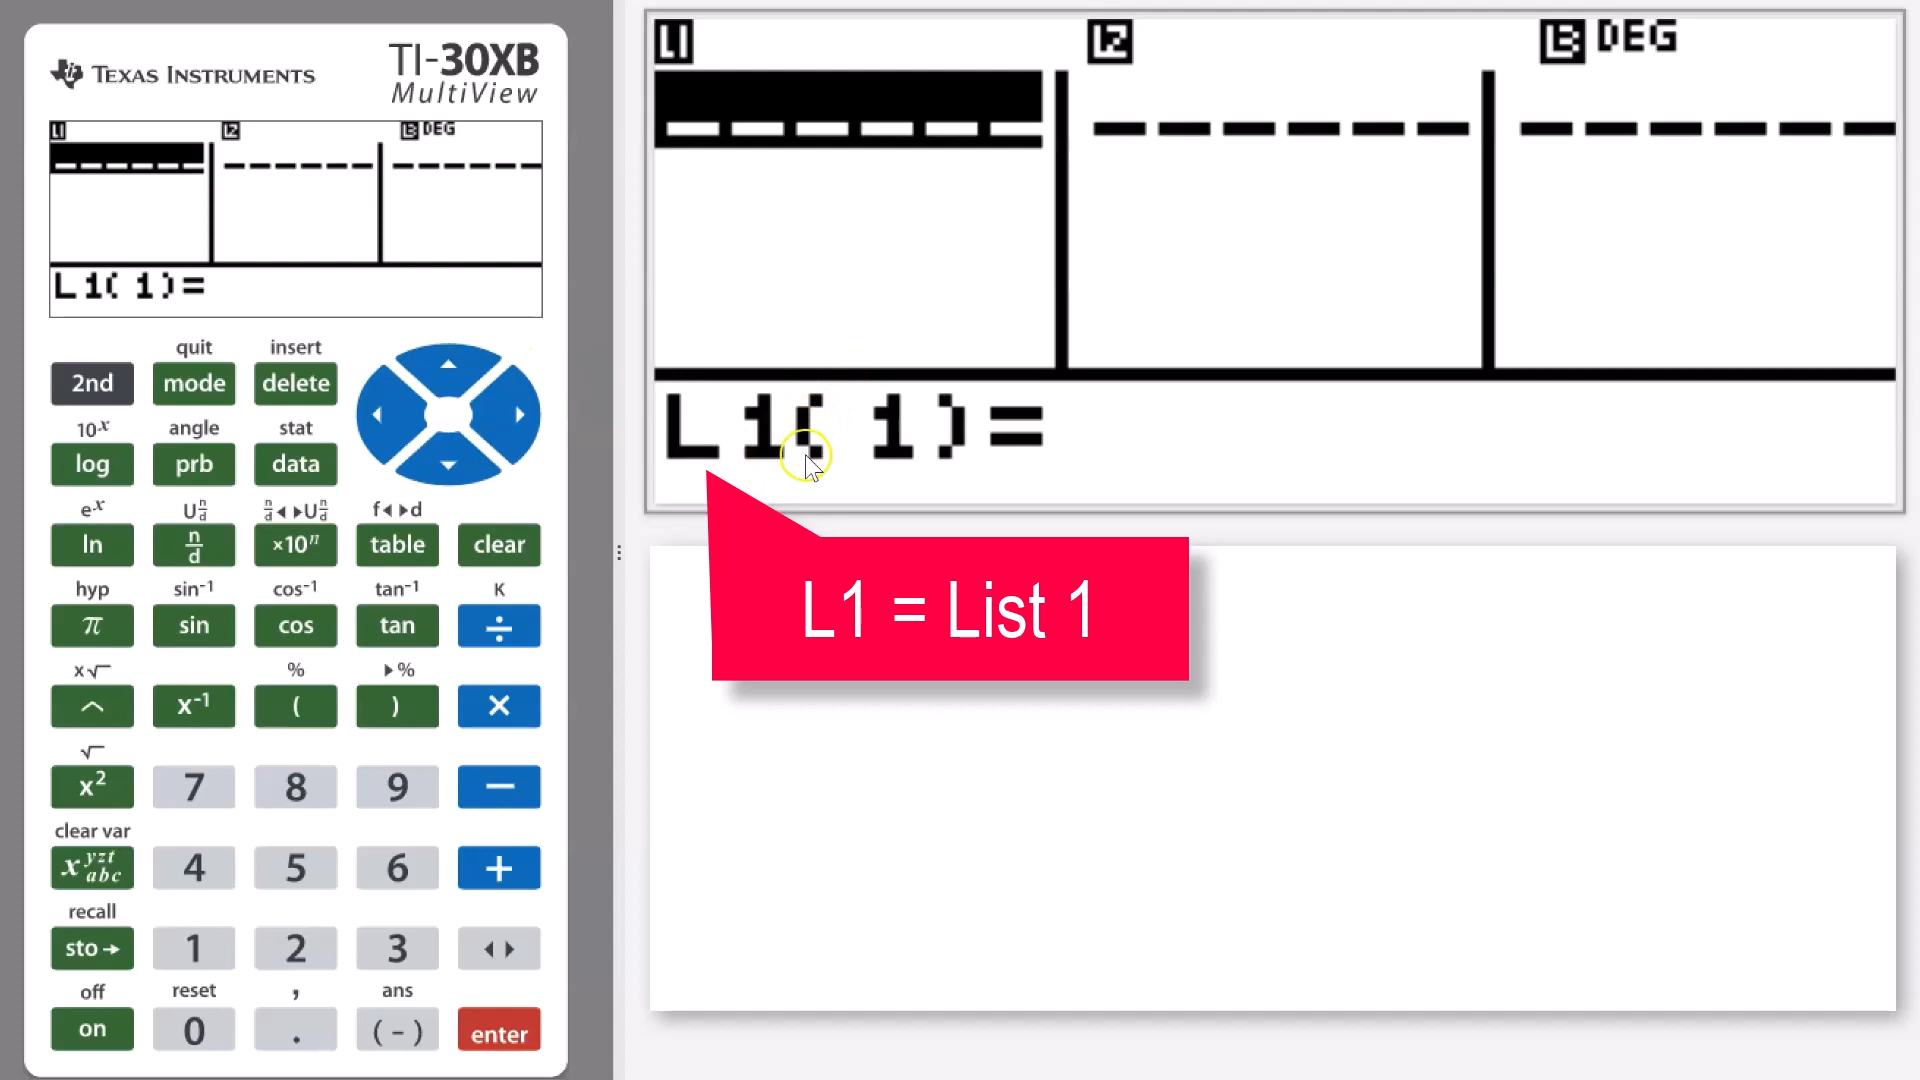 TEXAS INSTRUMENTS
TI-30XB
MultiView
L1 L2 L3 DEG
L1( 1)=
quit insert
2nd mode delete
10ˣ angle stat
log prb data
eˣ U n/d n/d◄►U n/d f◄►d
ln n/d ×10ⁿ table clear
hyp sin⁻¹ cos⁻¹ tan⁻¹ K
π sin cos tan ÷
x√ % ►%
^ x⁻¹ ( ) ×
√
x² 7 8 9 −
clear var
x yzt abc 4 5 6 +
recall
sto→ 1 2 3 ◄►
off reset , ans
on 0 . (-) enter
L1 L2 L3 DEG
L1( 1)=
L1 = List 1